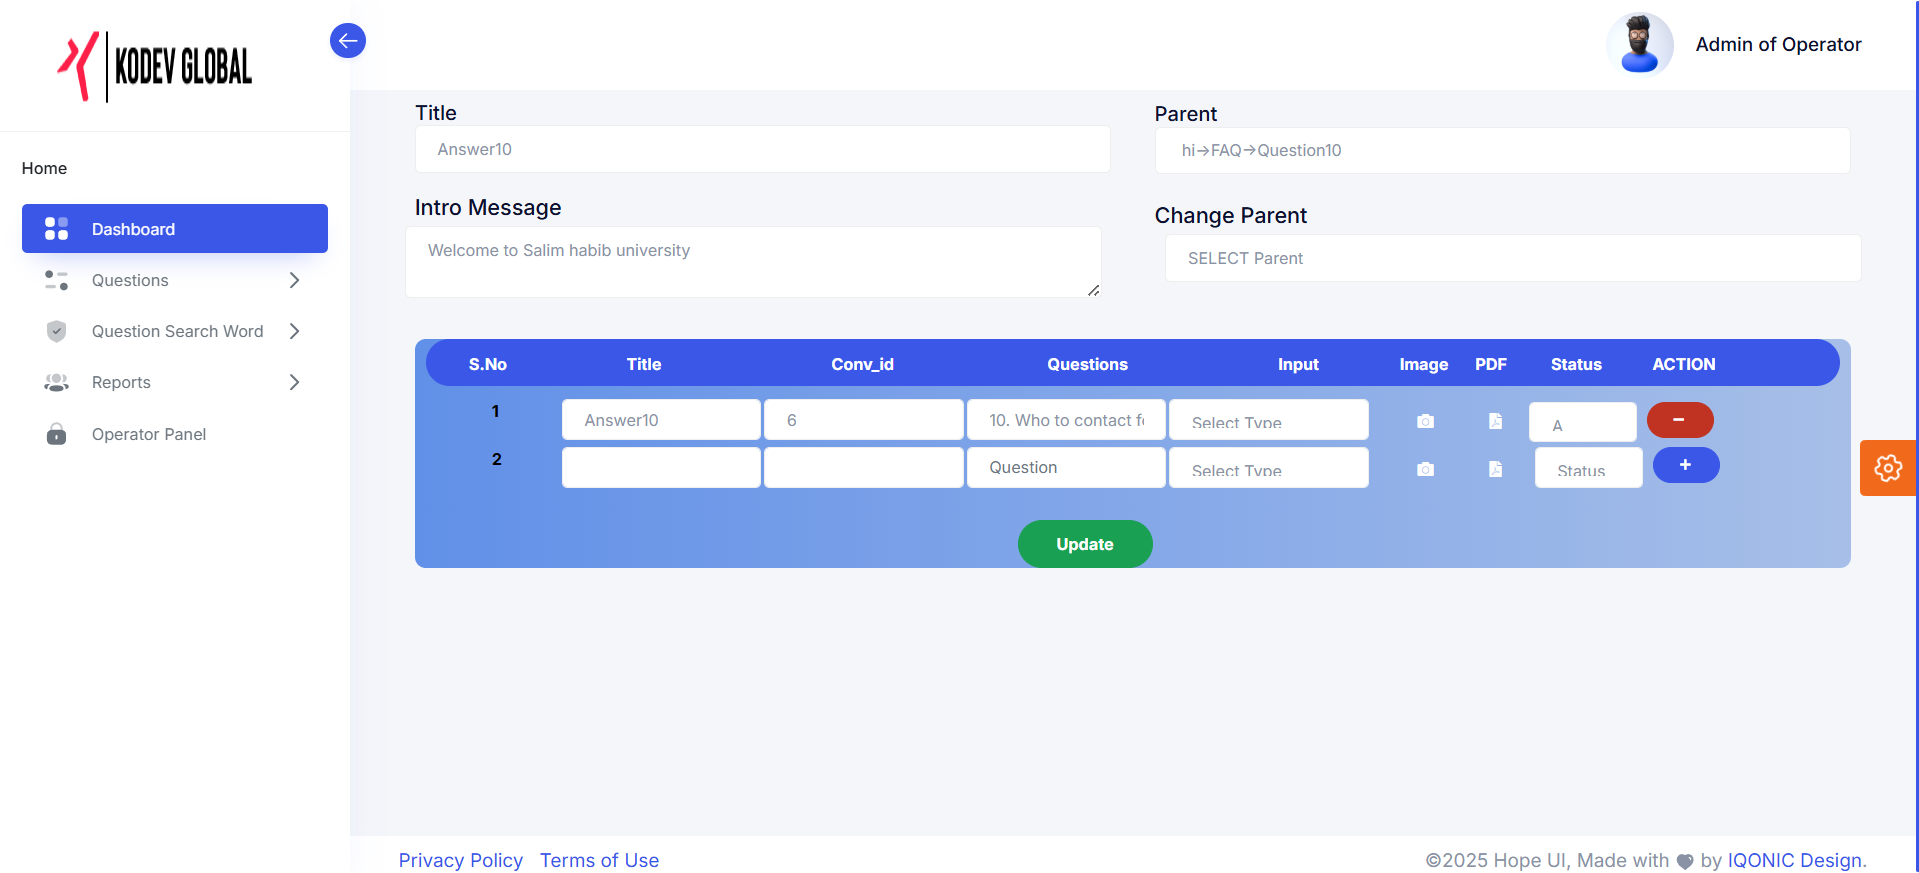 KODEV GLOBAL
Admin of Operator
Home
Dashboard
Questions
Question Search Word
Reports
Operator Panel
Title
Answer10
Parent
hi→FAQ→Question10
Intro Message
Welcome to Salim habib university
Change Parent
SELECT Parent
S.No Title Conv_id Questions Input Image PDF Status ACTION
1 Answer10 6 10. Who to contact fo Select Type A −
2 Question Select Type Status +
Update
Privacy Policy Terms of Use
©2025 Hope UI, Made with by IQONIC Design.